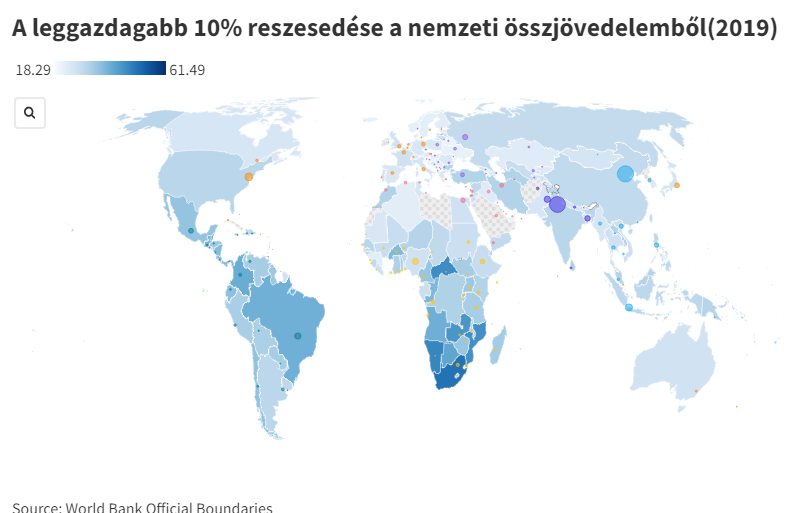 A leggazdagabb 10% reszesedése a nemzeti összjövedelemből(2019)
18.29 61.49
Source: World Bank Official Boundaries